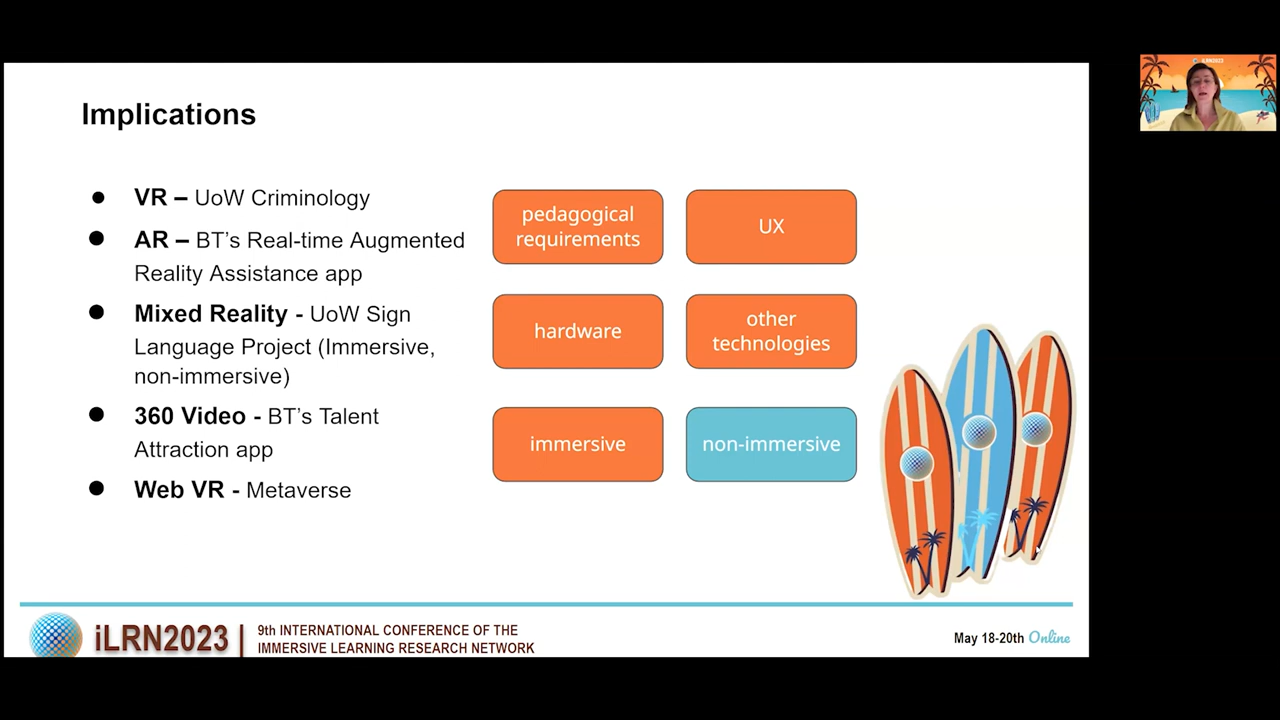 Implications
● VR – UoW Criminology
● AR – BT's Real-time Augmented
Reality Assistance app
● Mixed Reality - UoW Sign
Language Project (Immersive,
non-immersive)
● 360 Video - BT's Talent
Attraction app
● Web VR - Metaverse
pedagogical
requirements
UX
hardware
other
technologies
immersive
non-immersive
iLRN2023
9th INTERNATIONAL CONFERENCE OF THE
IMMERSIVE LEARNING RESEARCH NETWORK
May 18-20th Online
iLRN2023